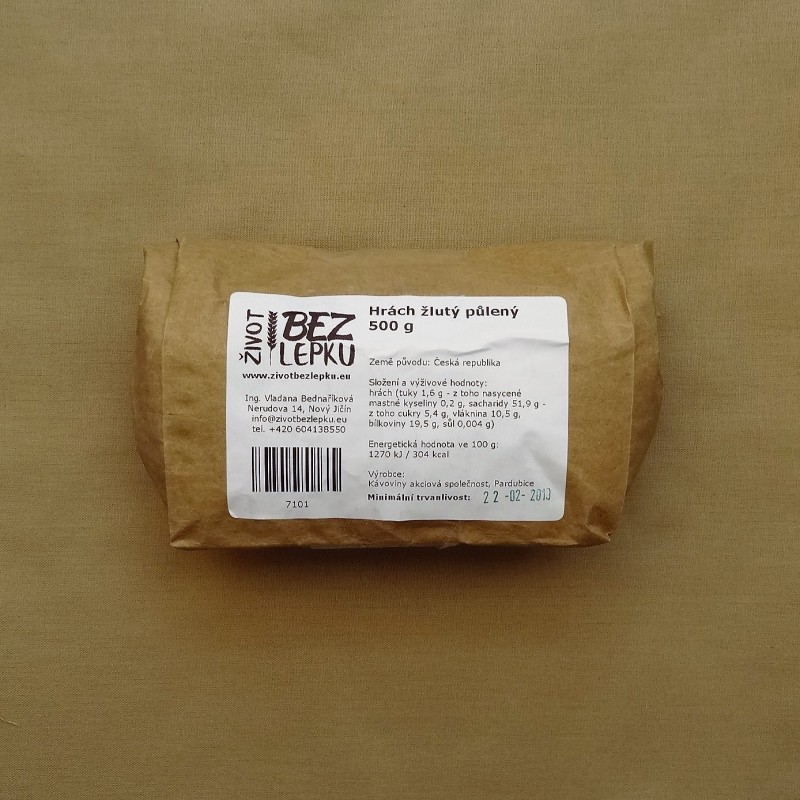 ŽIVOT
BEZ
LEPKU
www.zivotbezlepku.eu
Ing. Vladana Bednaříková
Nerudova 14, Nový Jičín
info@zivotbezlepku.eu
tel. +420 604138550
7101
Hrách žlutý půlený
500 g
Země původu: Česká republika
Složení a výživové hodnoty:
hrách (tuky 1,6 g - z toho nasycené
mastné kyseliny 0,2 g, sacharidy 51,9 g -
z toho cukry 5,4 g, vláknina 10,5 g,
bílkoviny 19,5 g, sůl 0,004 g)
Energetická hodnota ve 100 g:
1270 kJ / 304 kcal
Výrobce:
Kávoviny akciová společnost, Pardubice
Minimální trvanlivost: 22 -02-